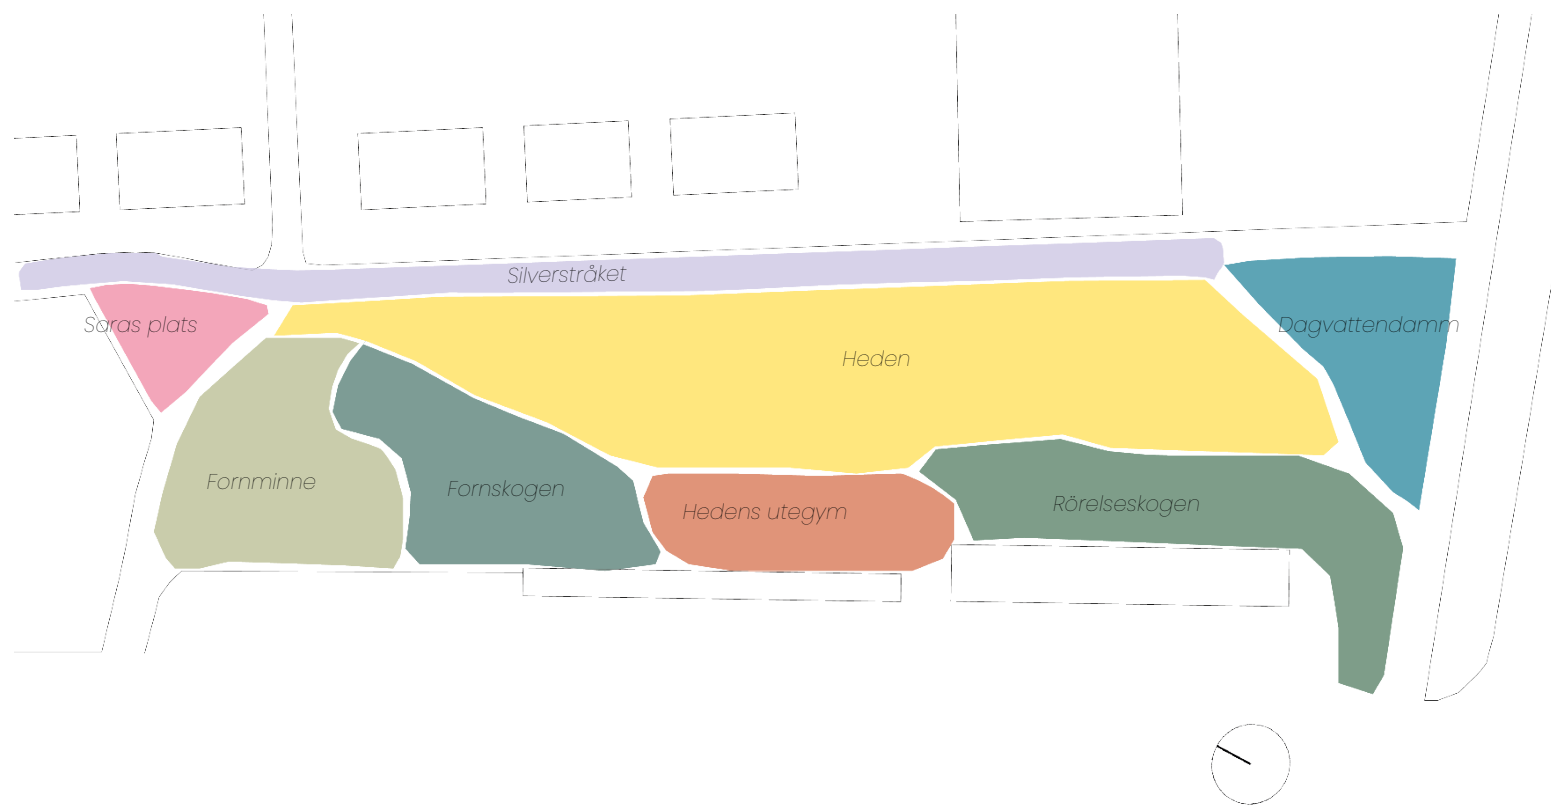 Silverstråket
Saras plats
Dagvattendamm
Heden
Fornminne
Fornskogen
Hedens utegym
Rörelseskogen